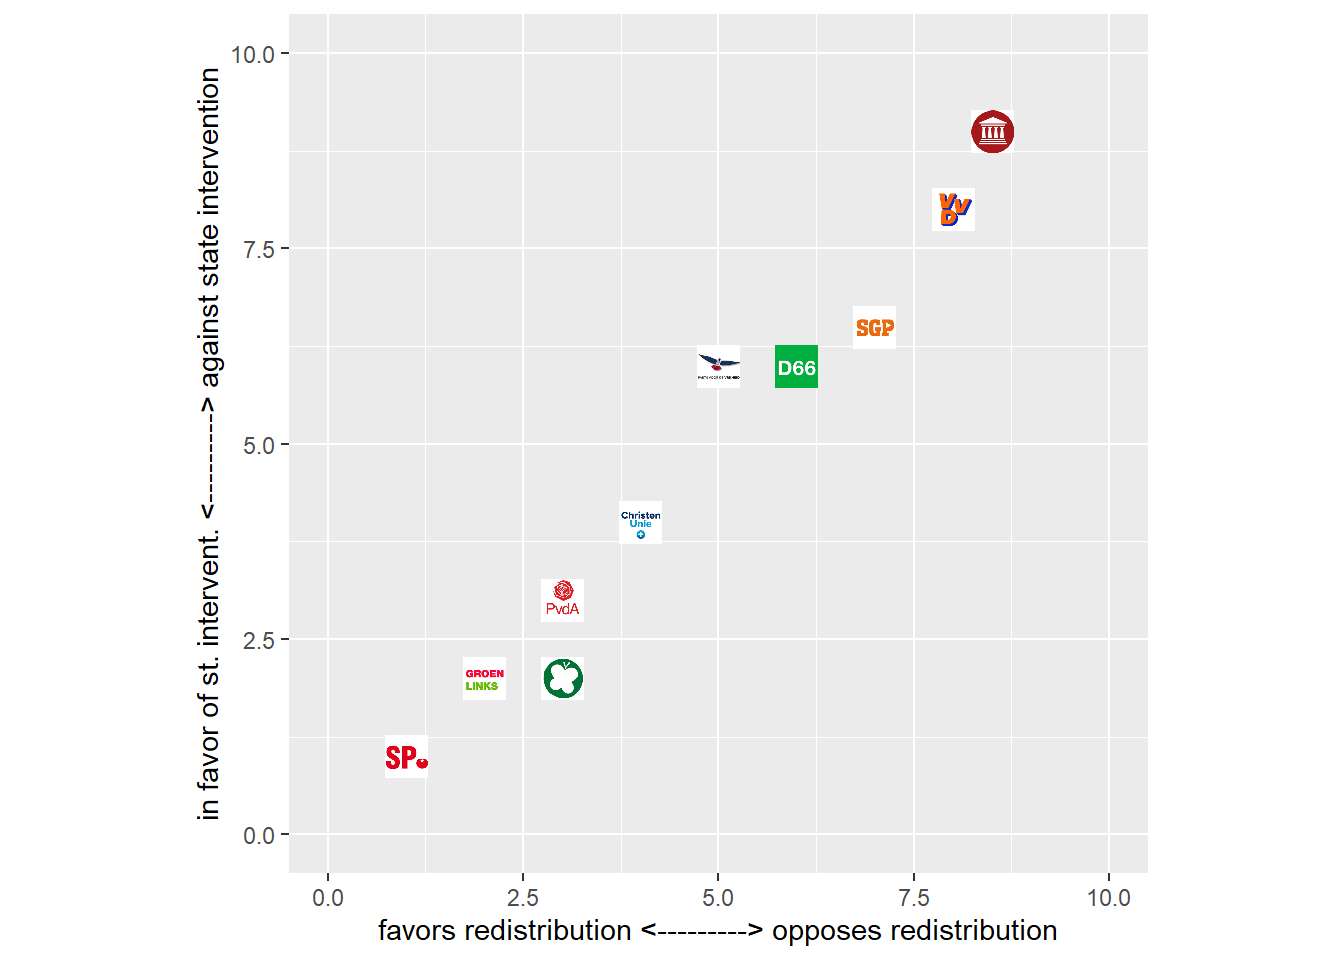 10.0
7.5
5.0
2.5
0.0
in favor of st. intervent. <----------> against state intervention
VVD
SGP
D66
Christen
Unie
PvdA
GROEN
LINKS
SP.
0.0 2.5 5.0 7.5 10.0
favors redistribution <---------> opposes redistribution